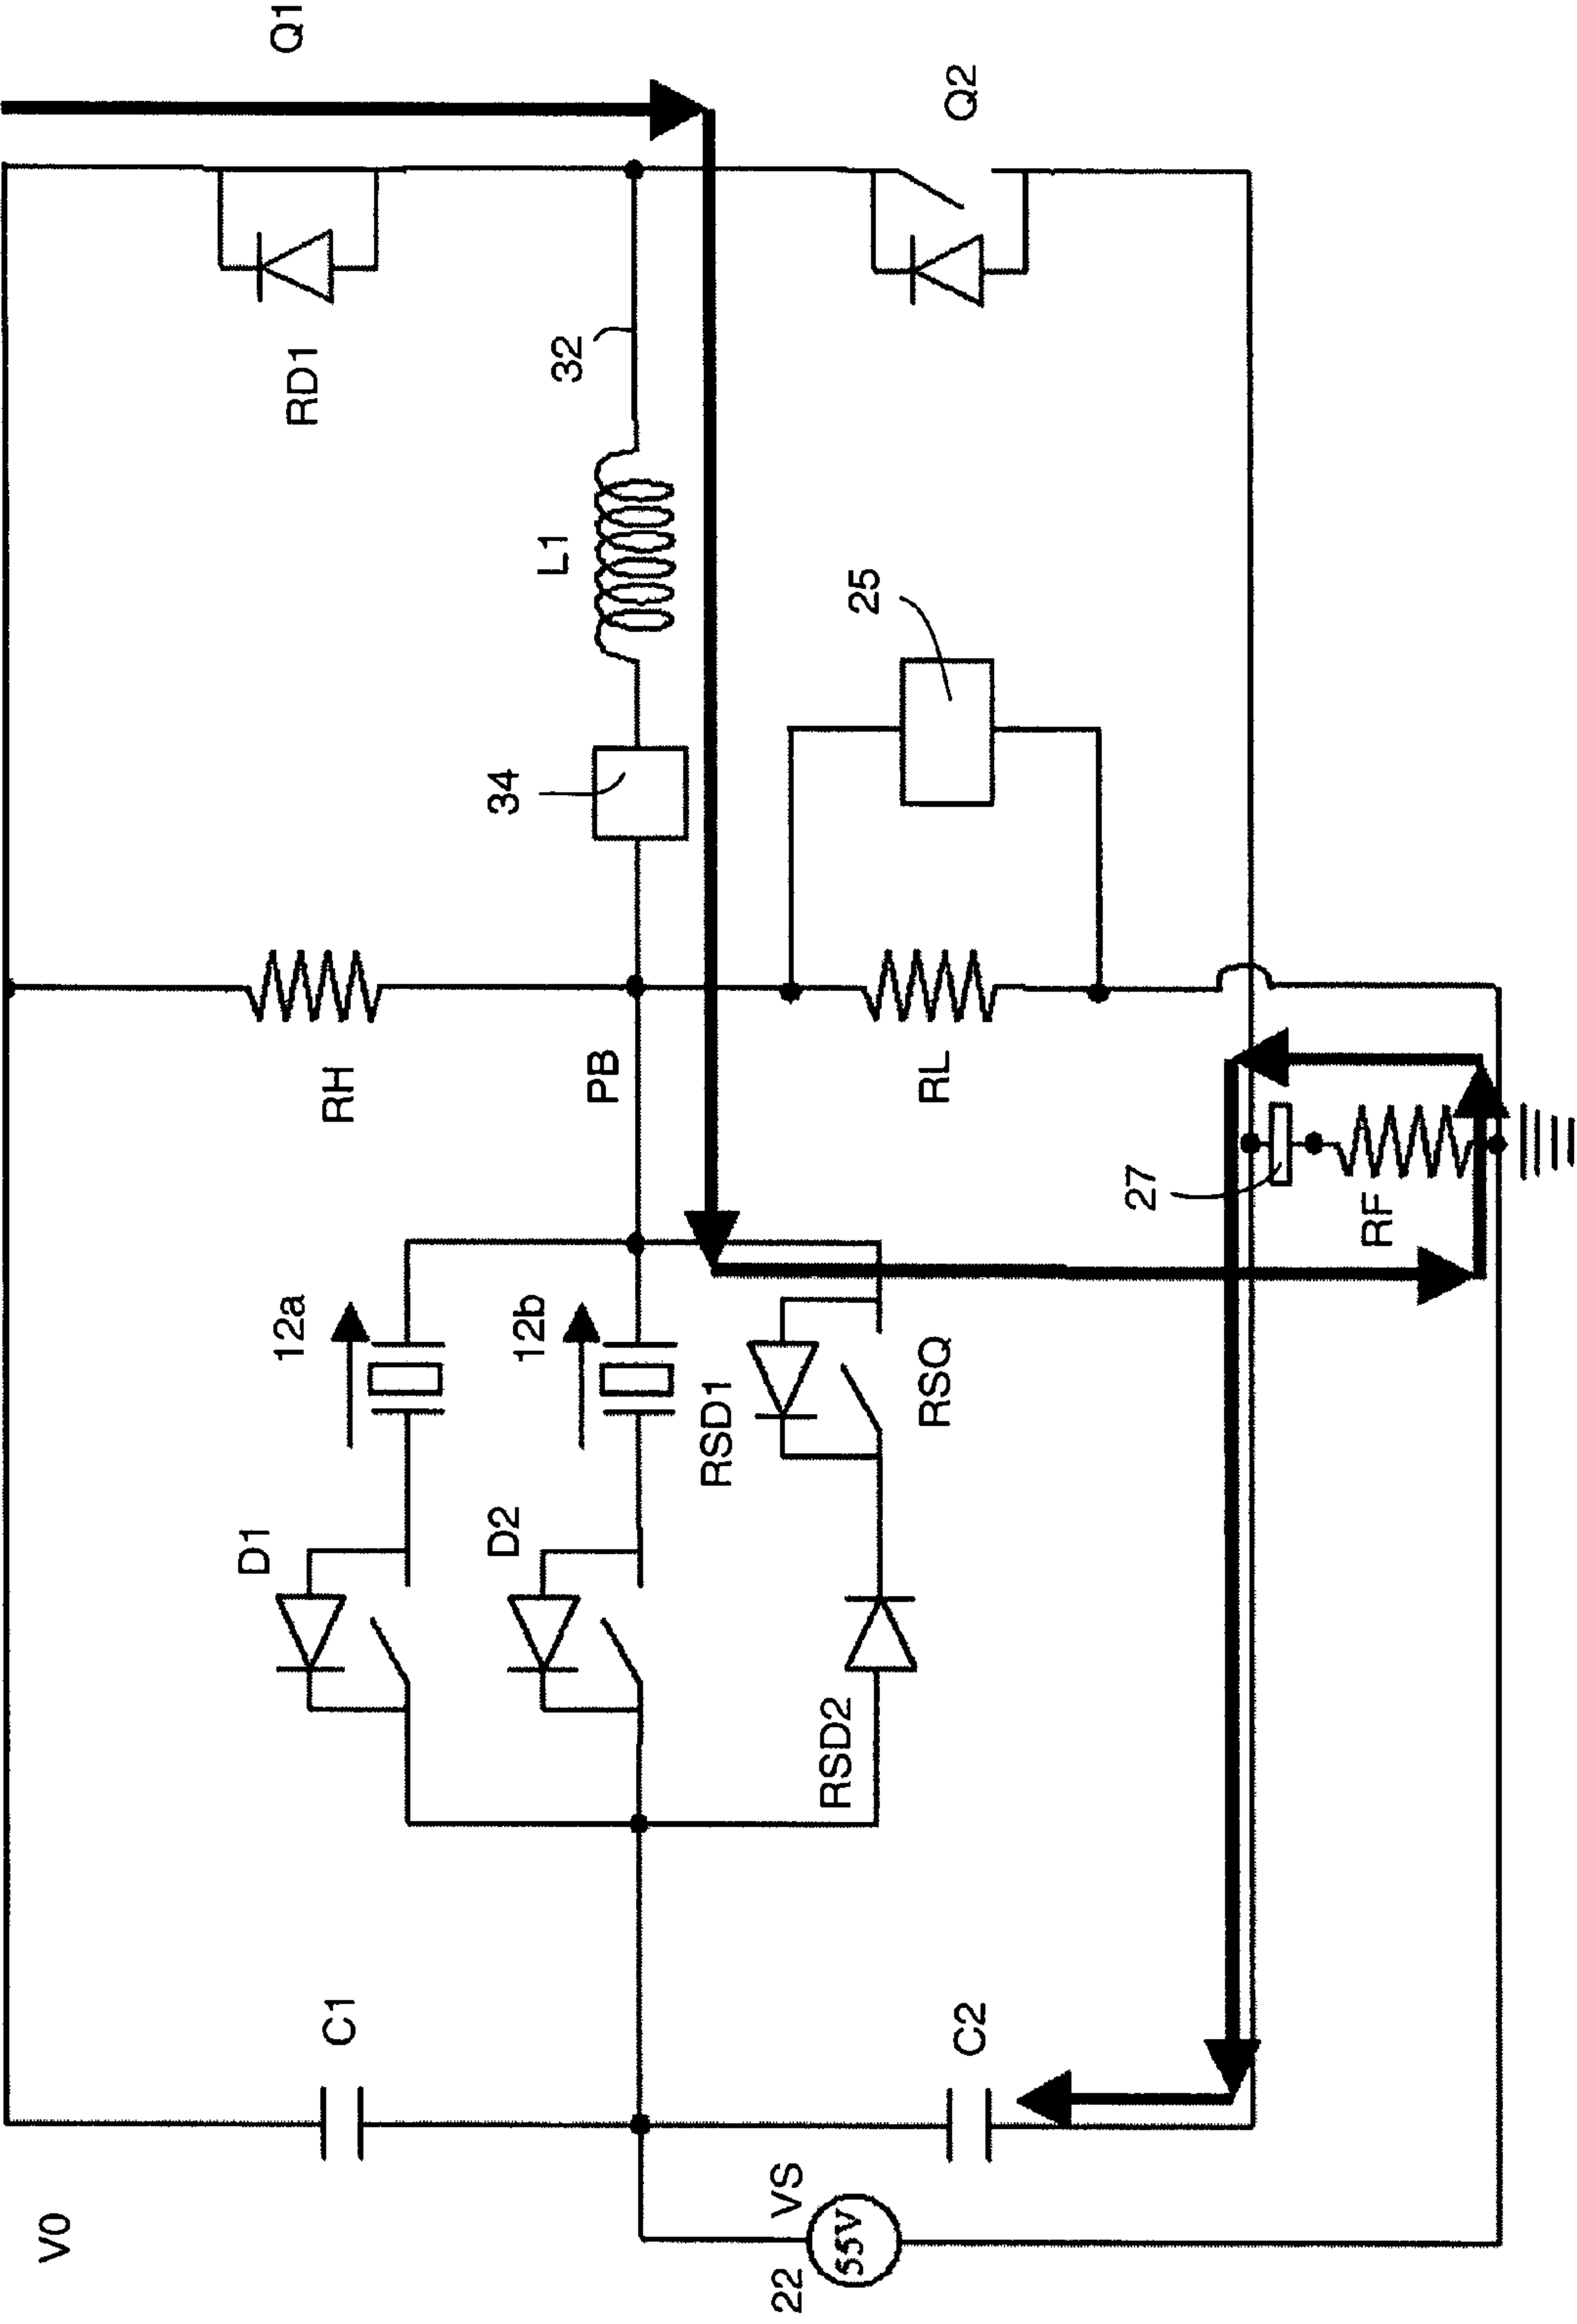 V0
C1
D1
12a
RH
RD1
Q1
D2
12b
PB
34
L1
32
VS
22
55V
C2
RSD2
RSD1
RSQ
RL
25
Q2
27
RF